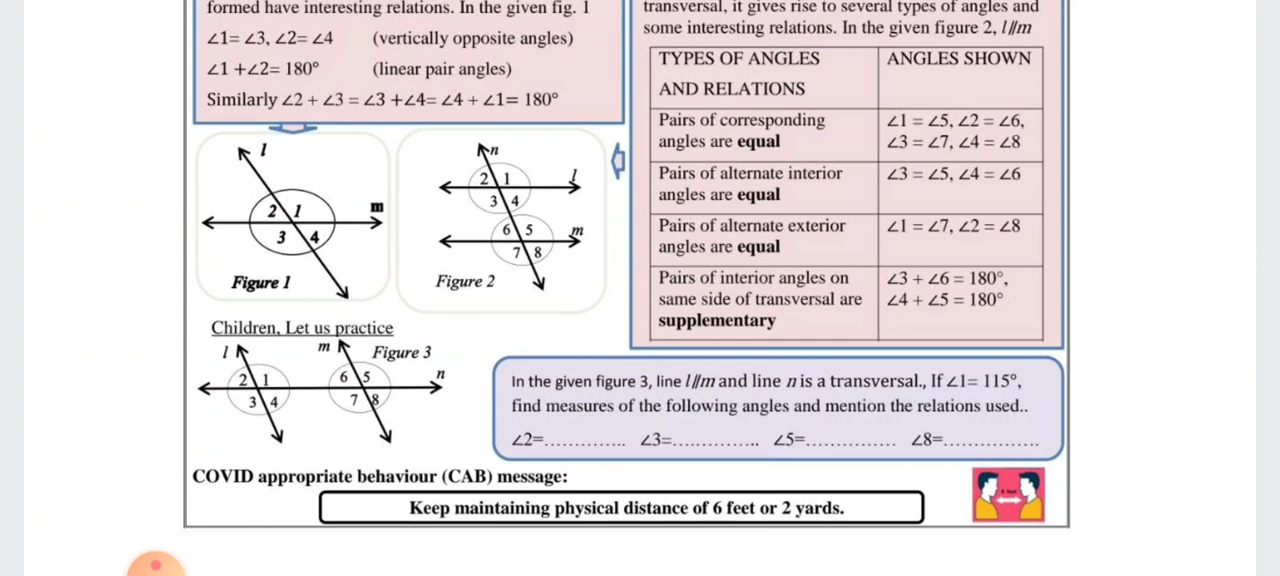 formed have interesting relations. In the given fig. 1
∠1= ∠3, ∠2= ∠4 (vertically opposite angles)
∠1 +∠2= 180° (linear pair angles)
Similarly ∠2 + ∠3 = ∠3 +∠4= ∠4 + ∠1= 180°
l
m
2 1
3 4
Figure 1
n
l
2 1
3 4
m
6 5
7 8
Figure 2
transversal, it gives rise to several types of angles and
some interesting relations. In the given figure 2, l//m
TYPES OF ANGLES
AND RELATIONS
ANGLES SHOWN
Pairs of corresponding
angles are equal
∠1 = ∠5, ∠2 = ∠6,
∠3 = ∠7, ∠4 = ∠8
Pairs of alternate interior
angles are equal
∠3 = ∠5, ∠4 = ∠6
Pairs of alternate exterior
angles are equal
∠1 = ∠7, ∠2 = ∠8
Pairs of interior angles on
same side of transversal are
supplementary
∠3 + ∠6 = 180°,
∠4 + ∠5 = 180°
Children, Let us practice
l
m
Figure 3
n
2 1
3 4
6 5
7 8
In the given figure 3, line l//m and line n is a transversal., If ∠1= 115°,
find measures of the following angles and mention the relations used..
∠2=............. ∠3=.............. ∠5=.............. ∠8=................
COVID appropriate behaviour (CAB) message:
Keep maintaining physical distance of 6 feet or 2 yards.